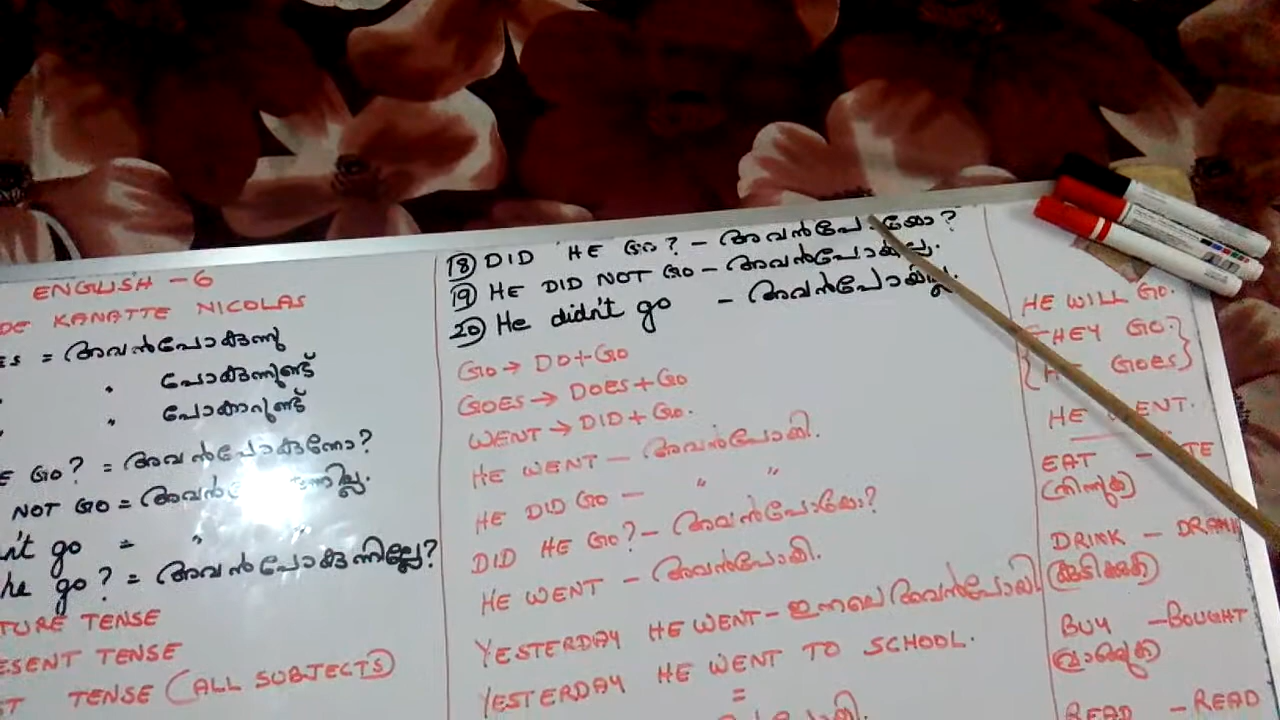 ENGLISH - 6
DE KANATTE NICOLAS
ES = അവൻപോകുന്നു
" പോകുന്നുണ്ട്
" പോകാറുണ്ട്
E GO? = അവൻപോകുന്നോ?
NOT GO =
n't go = " "
he go? = അവൻപോകുന്നില്ലേ?
TURE TENSE
ESENT TENSE
ST TENSE (ALL SUBJECTS)
18) DID HE GO? -
19) HE DID NOT GO - അവൻപോയില്ല.
20) He didn't go - അവൻപോയില്ല.
GO → DO+GO
GOES → DOES+GO
WENT → DID+GO.
HE WENT - അവൻപോയി.
HE DID GO - " "
DID HE GO? - അവൻപോയോ?
HE WENT - അവൻപോയി.
YESTERDAY HE WENT - ഇന്നലെ അവൻപോയി
YESTERDAY HE WENT TO SCHOOL.
=
HE WILL GO.
THEY GO.
GOES
HE WENT.
EAT - TE
(തിന്നുക)
DRINK - DRANK
(കുടിക്കുക)
BUY - BOUGHT
(വാങ്ങുക)
READ - READ